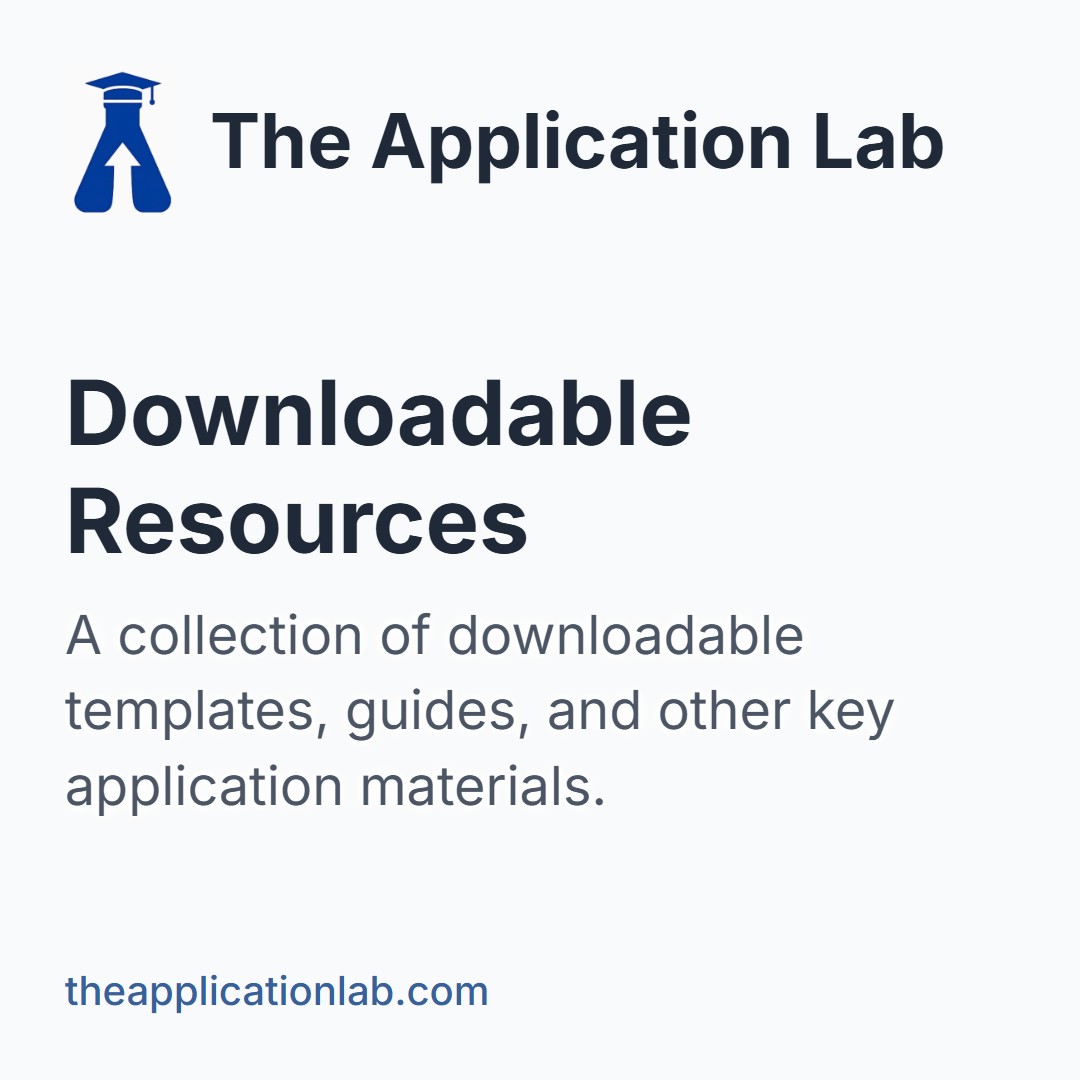 The Application Lab
Downloadable
Resources
A collection of downloadable
templates, guides, and other key
application materials.
theapplicationlab.com